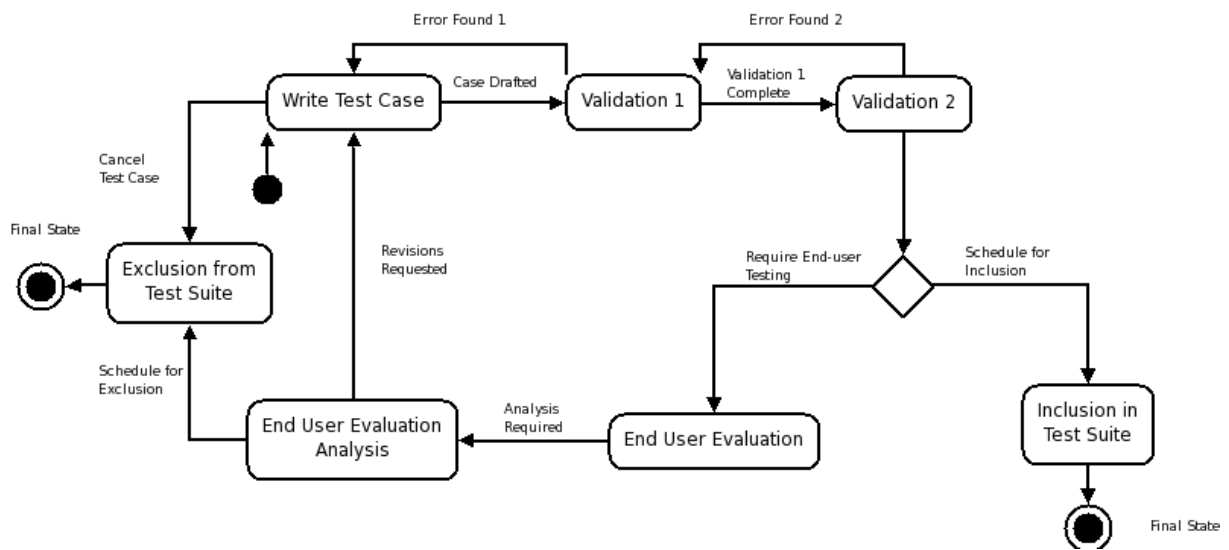 Error Found 1
Error Found 2
Write Test Case
Case Drafted
Validation 1
Validation 1
Complete
Validation 2
Cancel
Test Case
Final State
Exclusion from
Test Suite
Revisions
Requested
Require End-user
Testing
Schedule for
Inclusion
Schedule for
Exclusion
End User Evaluation
Analysis
Analysis
Required
End User Evaluation
Inclusion in
Test Suite
Final State